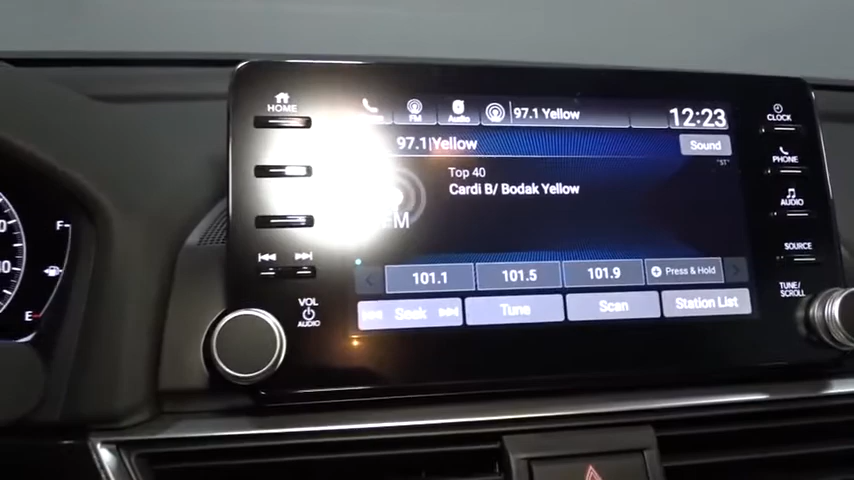 HOME
FM
Audio
97.1 Yellow
12:23
CLOCK
97.1|Yellow
Sound
PHONE
Top 40
ST
Cardi B/ Bodak Yellow
AUDIO
FM
F
SOURCE
101.1
101.5
101.9
Press & Hold
TUNE/
SCROLL
VOL
AUDIO
Seek
Tune
Scan
Station List
E